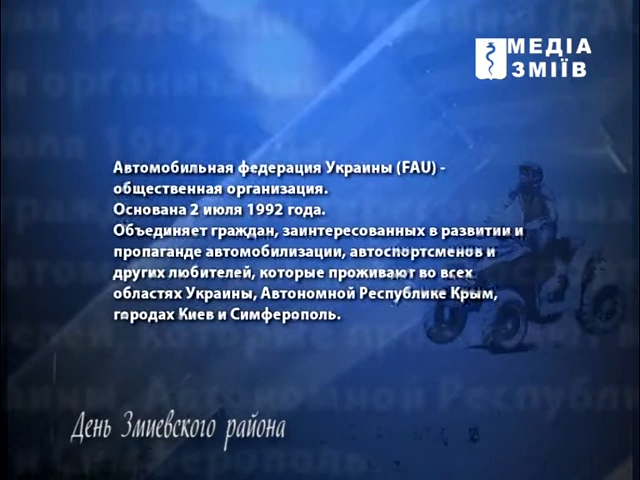 МЕДІА
ЗМІЇВ
Автомобильная федерация Украины (FAU) -
общественная организация.
Основана 2 июля 1992 года.
Объединяет граждан, заинтересованных в развитии и
пропаганде автомобилизации, автоспортсменов и
других любителей, которые проживают во всех
областях Украины, Автономной Республике Крым,
городах Киев и Симферополь.
День Змиевского района